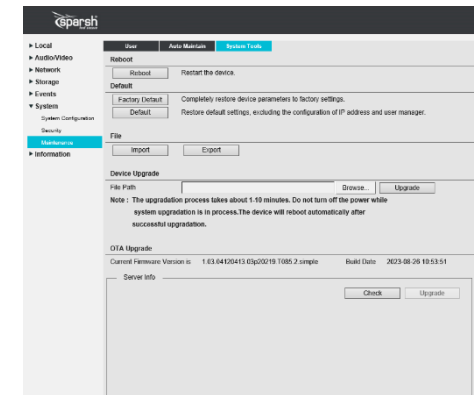 sparsh
Local
Audio/Video
Network
Storage
Events
System
System Configuration
Security
Maintenance
Information
User Auto Maintain System Tools
Reboot
Reboot Restart the device.
Default
Factory Default Completely restore device parameters to factory settings.
Default Restore default settings, excluding the configuration of IP address and user manager.
File
Import Export
Device Upgrade
File Path Browse... Upgrade
Note : The upgradation process takes about 1-10 minutes. Do not turn off the power while
system upgradation is in process.The device will reboot automatically after
successful upgradation.
OTA Upgrade
Current Firmware Version is 1.03.04120413.03p20219.T085.2.simple Build Date 2023-08-26 10:53:51
Server Info
Check Upgrade